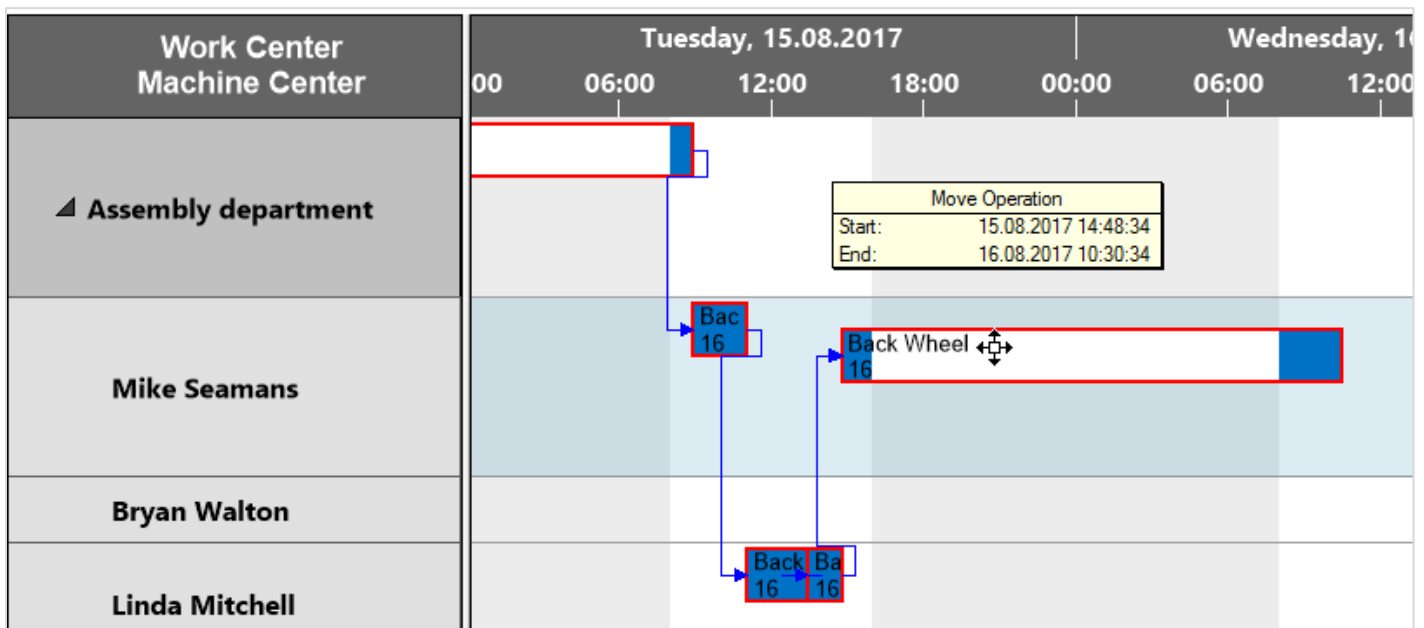 Work Center
Machine Center
Tuesday, 15.08.2017
Wednesday, 1
00 06:00 12:00 18:00 00:00 06:00 12:00
Assembly department
Move Operation
Start: 15.08.2017 14:48:34
End: 16.08.2017 10:30:34
Mike Seamans
Bac
16
Back Wheel
16
Bryan Walton
Linda Mitchell
Back
16
Ba
16